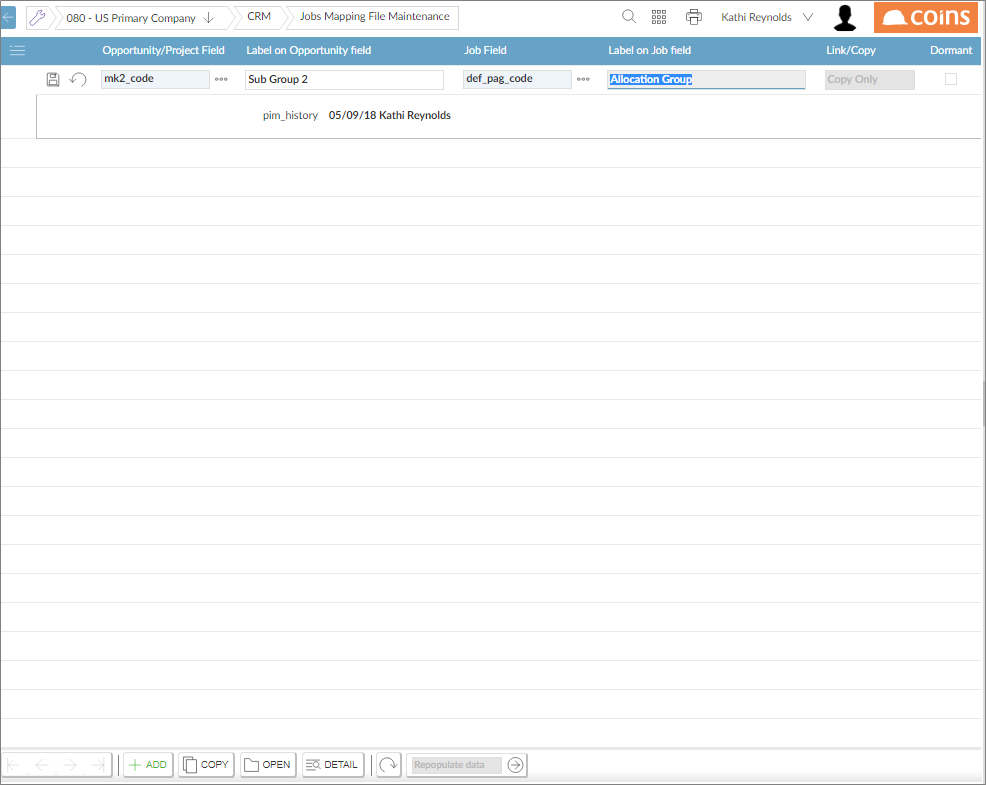 080 - US Primary Company CRM Jobs Mapping File Maintenance Kathi Reynolds coins
Opportunity/Project Field Label on Opportunity field Job Field Label on Job field Link/Copy Dormant
mk2_code Sub Group 2 def_pag_code Allocation Group Copy Only
pim_history 05/09/18 Kathi Reynolds
ADD COPY OPEN DETAIL Repopulate data